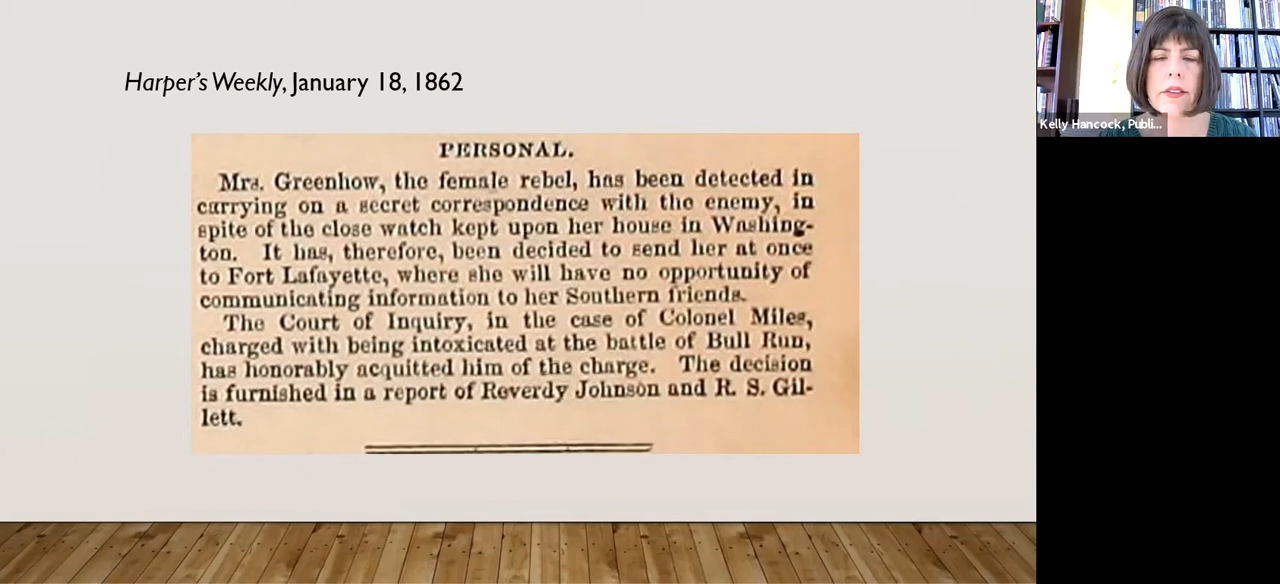 Harper's Weekly, January 18, 1862
PERSONAL.
Mrs. Greenhow, the female rebel, has been detected in
carrying on a secret correspondence with the enemy, in
spite of the close watch kept upon her house in Washing-
ton. It has, therefore, been decided to send her at once
to Fort Lafayette, where she will have no opportunity of
communicating information to her Southern friends.
The Court of Inquiry, in the case of Colonel Miles,
charged with being intoxicated at the battle of Bull Run,
has honorably acquitted him of the charge. The decision
is furnished in a report of Reverdy Johnson and R. S. Gil-
lett.
Kelly Hancock, Publi...